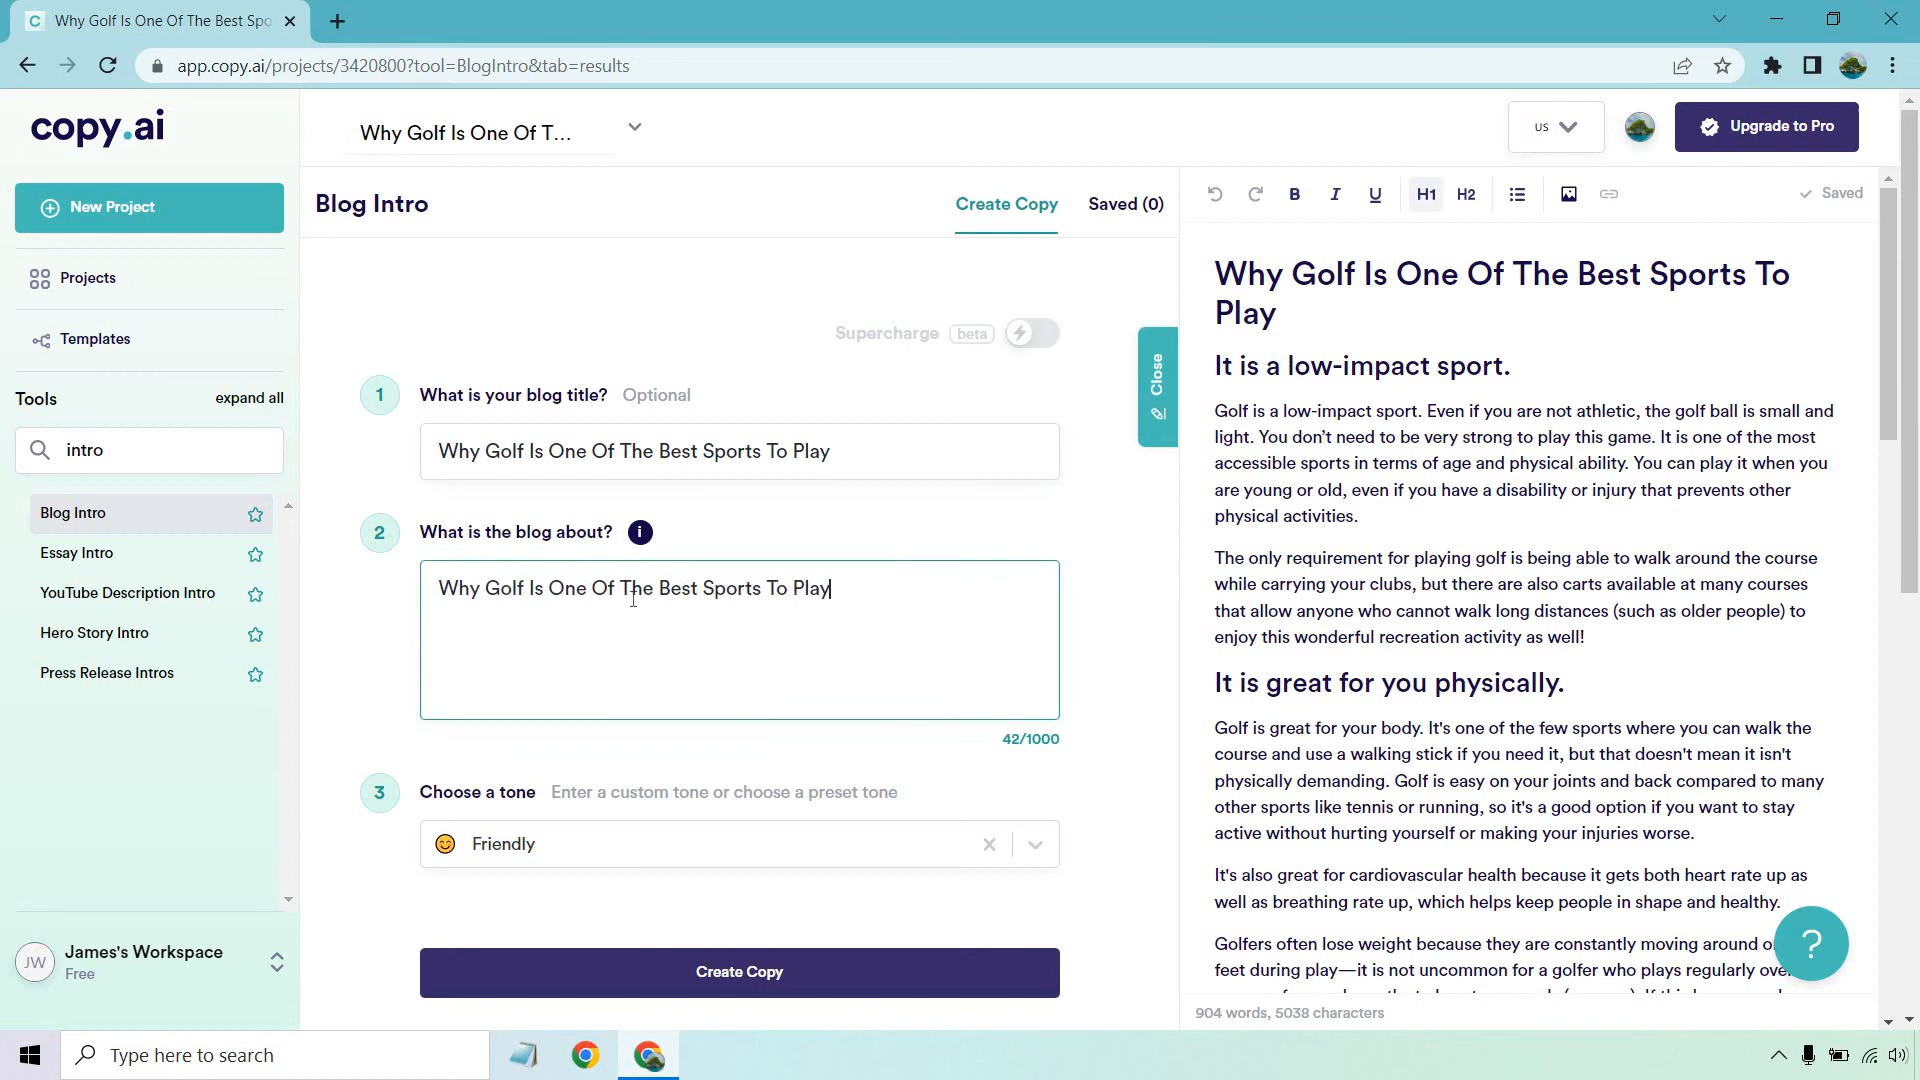 Why Golf Is One Of The Best Spo
app.copy.ai/projects/3420800?tool=BlogIntro&tab=results
copy.ai
Why Golf Is One Of T...
US
Upgrade to Pro
New Project
Projects
Templates
Tools
expand all
intro
Blog Intro
Essay Intro
YouTube Description Intro
Hero Story Intro
Press Release Intros
JW
James's Workspace
Free
Blog Intro
Create Copy
Saved (0)
Supercharge
beta
1
What is your blog title?
Optional
Why Golf Is One Of The Best Sports To Play
2
What is the blog about?
i
Why Golf Is One Of The Best Sports To Play
42/1000
3
Choose a tone
Enter a custom tone or choose a preset tone
Friendly
Create Copy
Close
B
I
U
H1
H2
Saved
Why Golf Is One Of The Best Sports To
Play
It is a low-impact sport.
Golf is a low-impact sport. Even if you are not athletic, the golf ball is small and
light. You don’t need to be very strong to play this game. It is one of the most
accessible sports in terms of age and physical ability. You can play it when you
are young or old, even if you have a disability or injury that prevents other
physical activities.
The only requirement for playing golf is being able to walk around the course
while carrying your clubs, but there are also carts available at many courses
that allow anyone who cannot walk long distances (such as older people) to
enjoy this wonderful recreation activity as well!
It is great for you physically.
Golf is great for your body. It's one of the few sports where you can walk the
course and use a walking stick if you need it, but that doesn't mean it isn't
physically demanding. Golf is easy on your joints and back compared to many
other sports like tennis or running, so it's a good option if you want to stay
active without hurting yourself or making your injuries worse.
It's also great for cardiovascular health because it gets both heart rate up as
well as breathing rate up, which helps keep people in shape and healthy.
Golfers often lose weight because they are constantly moving around
feet during play—it is not uncommon for a golfer who plays regularly
904 words, 5038 characters
?
Type here to search